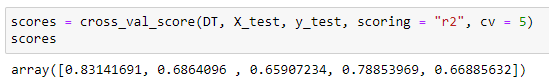 scores = cross_val_score(DT, X_test, y_test, scoring = "r2", cv = 5)
scores
array([0.83141691, 0.6864096 , 0.65907234, 0.78853969, 0.66885632])